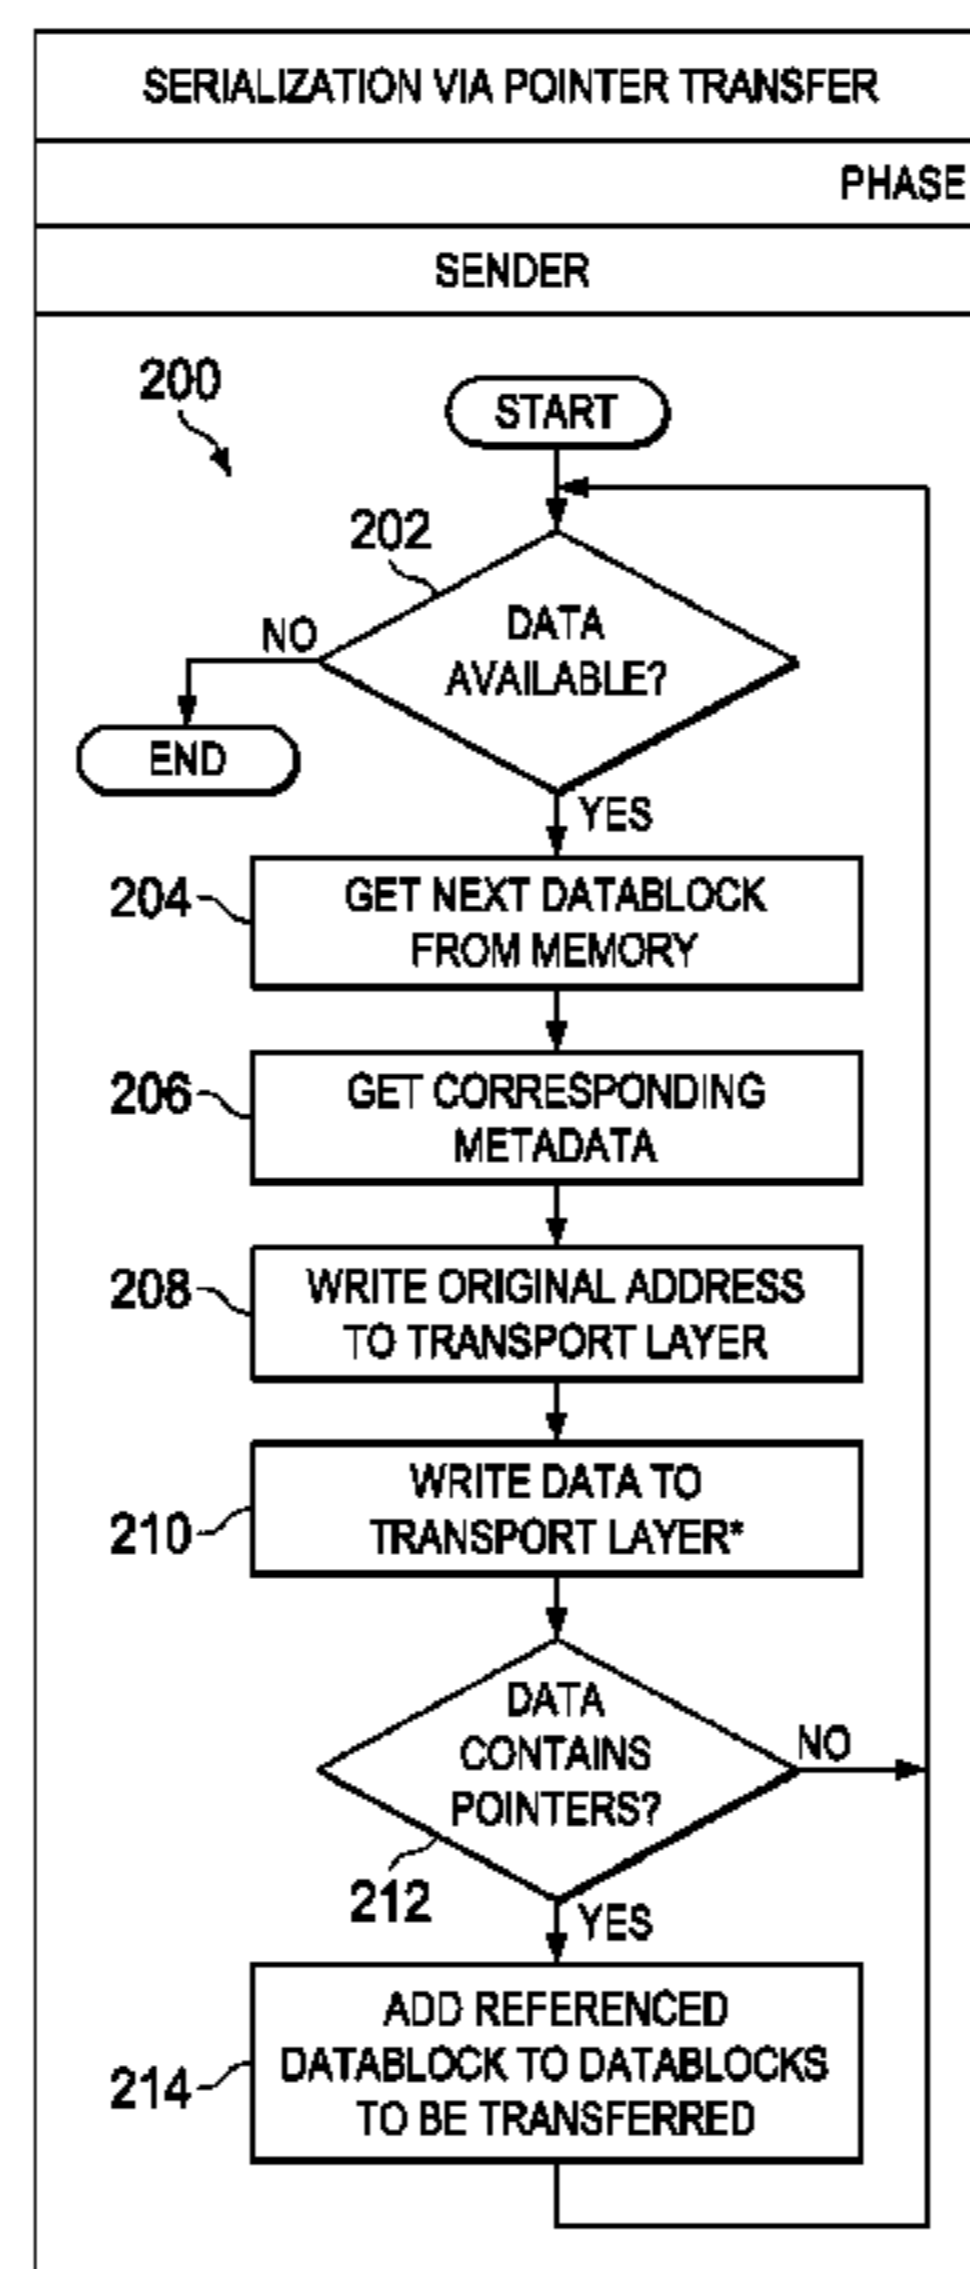 SERIALIZATION VIA POINTER TRANSFER
PHASE
SENDER
200
START
202
DATA
AVAILABLE?
NO
END
YES
204
GET NEXT DATABLOCK
FROM MEMORY
206
GET CORRESPONDING
METADATA
208
WRITE ORIGINAL ADDRESS
TO TRANSPORT LAYER
210
WRITE DATA TO
TRANSPORT LAYER*
DATA
CONTAINS
POINTERS?
NO
212
YES
214
ADD REFERENCED
DATABLOCK TO DATABLOCKS
TO BE TRANSFERRED